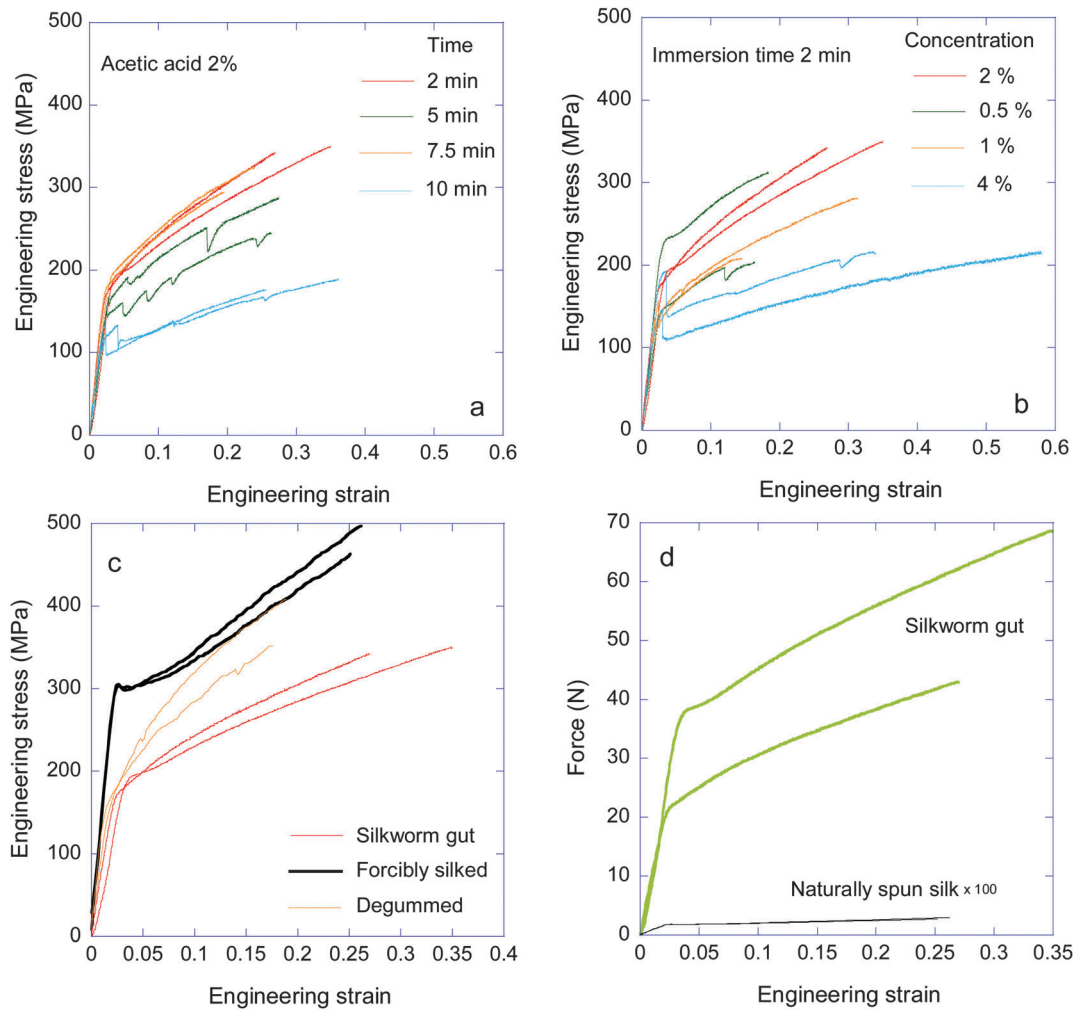 500
400
300
200
100
0
Engineering stress (MPa)
Acetic acid 2%
Time
2 min
5 min
7.5 min
10 min
a
0 0.1 0.2 0.3 0.4 0.5 0.6
Engineering strain
500
400
300
200
100
0
Engineering stress (MPa)
Immersion time 2 min
Concentration
2 %
0.5 %
1 %
4 %
b
0 0.1 0.2 0.3 0.4 0.5 0.6
Engineering strain
500
400
300
200
100
0
Engineering stress (MPa)
c
Silkworm gut
Forcibly silked
Degummed
0 0.05 0.1 0.15 0.2 0.25 0.3 0.35 0.4
Engineering strain
70
60
50
40
30
20
10
0
Force (N)
d
Silkworm gut
Naturally spun silk x 100
0 0.05 0.1 0.15 0.2 0.25 0.3 0.35
Engineering strain